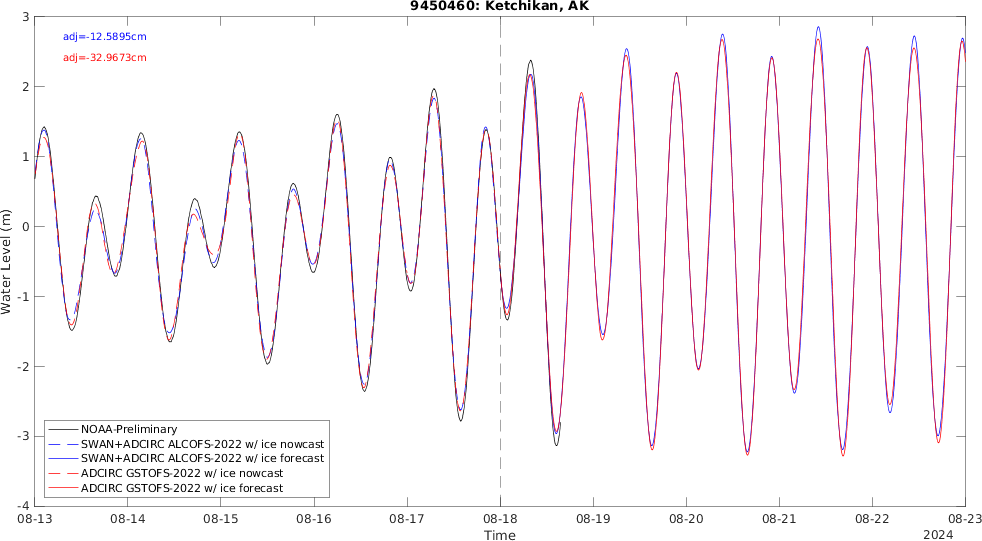 9450460: Ketchikan, AK
adj=-12.5895cm
adj=-32.9673cm
3
2
1
0
-1
-2
-3
-4
Water Level (m)
NOAA-Preliminary
SWAN+ADCIRC ALCOFS-2022 w/ ice nowcast
SWAN+ADCIRC ALCOFS-2022 w/ ice forecast
ADCIRC GSTOFS-2022 w/ ice nowcast
ADCIRC GSTOFS-2022 w/ ice forecast
08-13 08-14 08-15 08-16 08-17 08-18 08-19 08-20 08-21 08-22 08-23
Time
2024